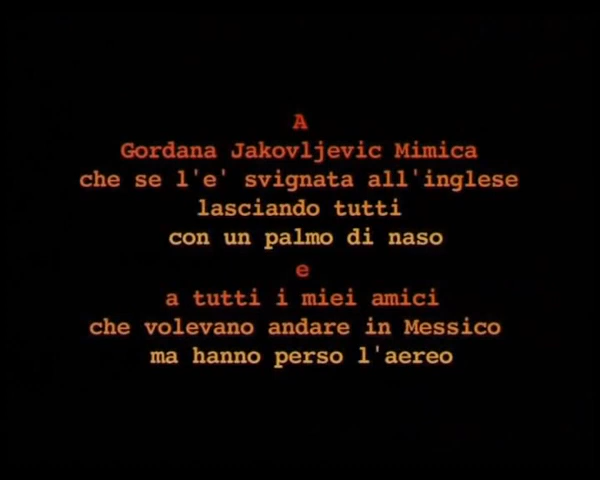 A
Gordana Jakovljevic Mimica
che se l'e' svignata all'inglese
lasciando tutti
con un palmo di naso
e
a tutti i miei amici
che volevano andare in Messico
ma hanno perso l'aereo